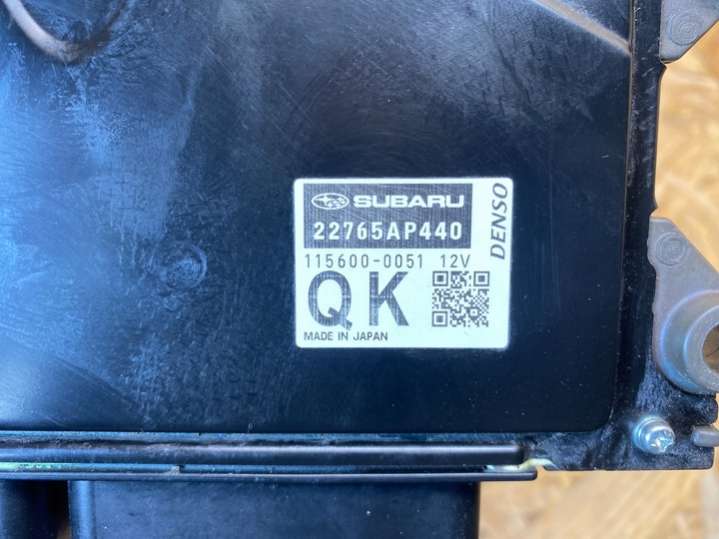 SUBARU
22765AP440
115600-0051 12V
DENSO
QK
MADE IN JAPAN